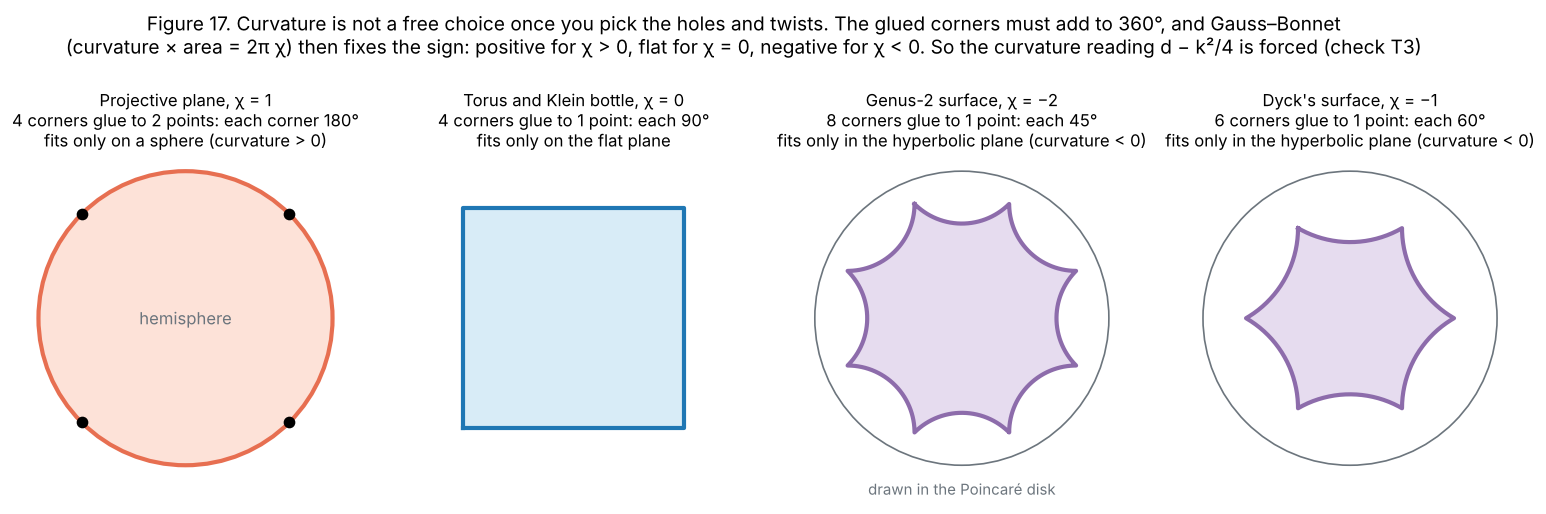 Figure 17. Curvature is not a free choice once you pick the holes and twists. The glued corners must add to 360°, and Gauss–Bonnet
(curvature × area = 2π χ) then fixes the sign: positive for χ > 0, flat for χ = 0, negative for χ < 0. So the curvature reading d − k²/4 is forced (check T3)
Projective plane, χ = 1
4 corners glue to 2 points: each corner 180°
fits only on a sphere (curvature > 0)
hemisphere
Torus and Klein bottle, χ = 0
4 corners glue to 1 point: each 90°
fits only on the flat plane
Genus-2 surface, χ = −2
8 corners glue to 1 point: each 45°
fits only in the hyperbolic plane (curvature < 0)
drawn in the Poincaré disk
Dyck's surface, χ = −1
6 corners glue to 1 point: each 60°
fits only in the hyperbolic plane (curvature < 0)